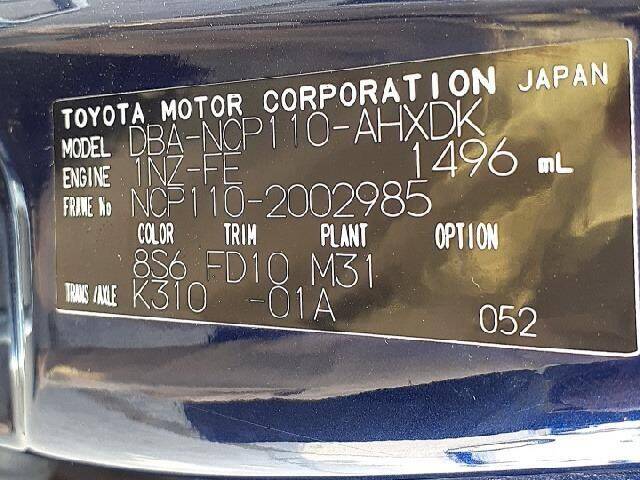 TOYOTA MOTOR CORPORATION JAPAN
MODEL DBA-NCP110-AHXDK
ENGINE 1NZ-FE 1496 mL
FRAME No NCP110-2002985
COLOR TRIM PLANT OPTION
8S6 FD10 M31
TRANS/AXLE K310 -01A
052